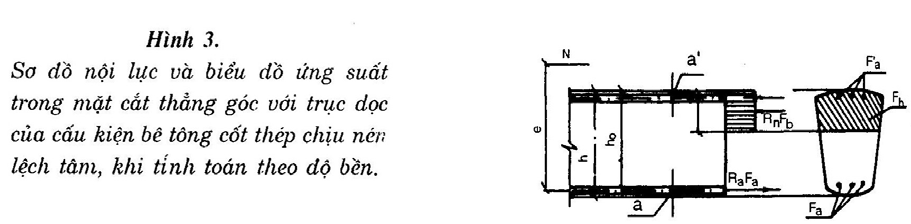 Hình 3.
Sơ đồ nội lực và biểu đồ ứng suất
trong mặt cắt thẳng góc với trục dọc
của cấu kiện bê tông cốt thép chịu nén
lệch tâm, khi tính toán theo độ bền.
N
a'
F'a
Fb
RnFb
e
h
ho
RaFa
a
Fa